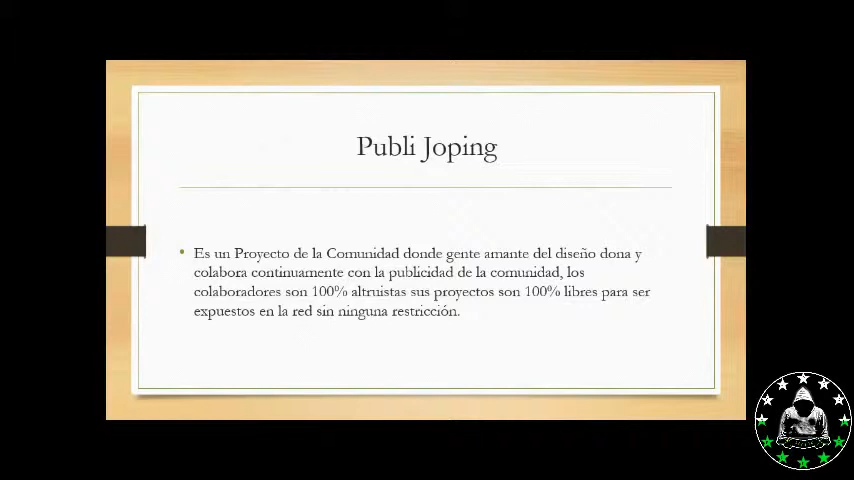 Publi Joping
• Es un Proyecto de la Comunidad donde gente amante del diseño dona y
colabora continuamente con la publicidad de la comunidad, los
colaboradores son 100% altruistas sus proyectos son 100% libres para ser
expuestos en la red sin ninguna restricción.